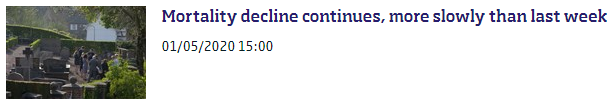 Mortality decline continues, more slowly than last week
01/05/2020 15:00